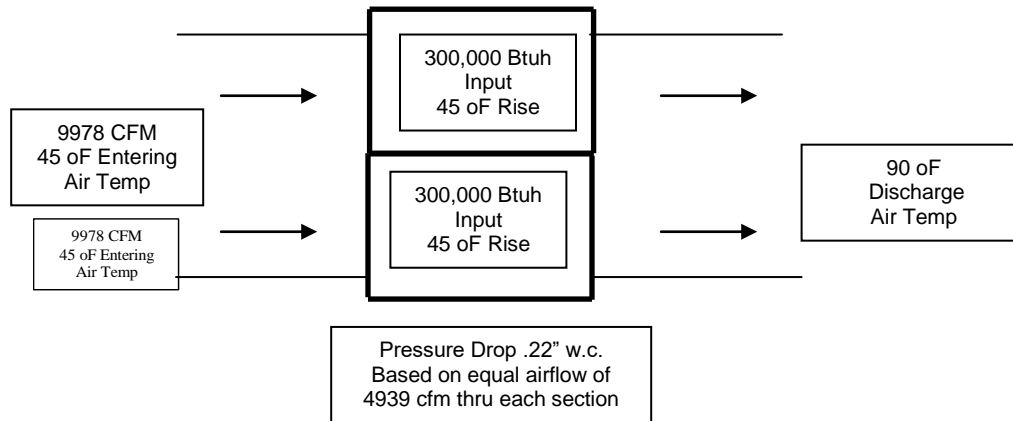 300,000 Btuh
Input
45 oF Rise
9978 CFM
45 oF Entering
Air Temp
9978 CFM
45 oF Entering
Air Temp
300,000 Btuh
Input
45 oF Rise
90 oF
Discharge
Air Temp
Pressure Drop .22” w.c.
Based on equal airflow of
4939 cfm thru each section